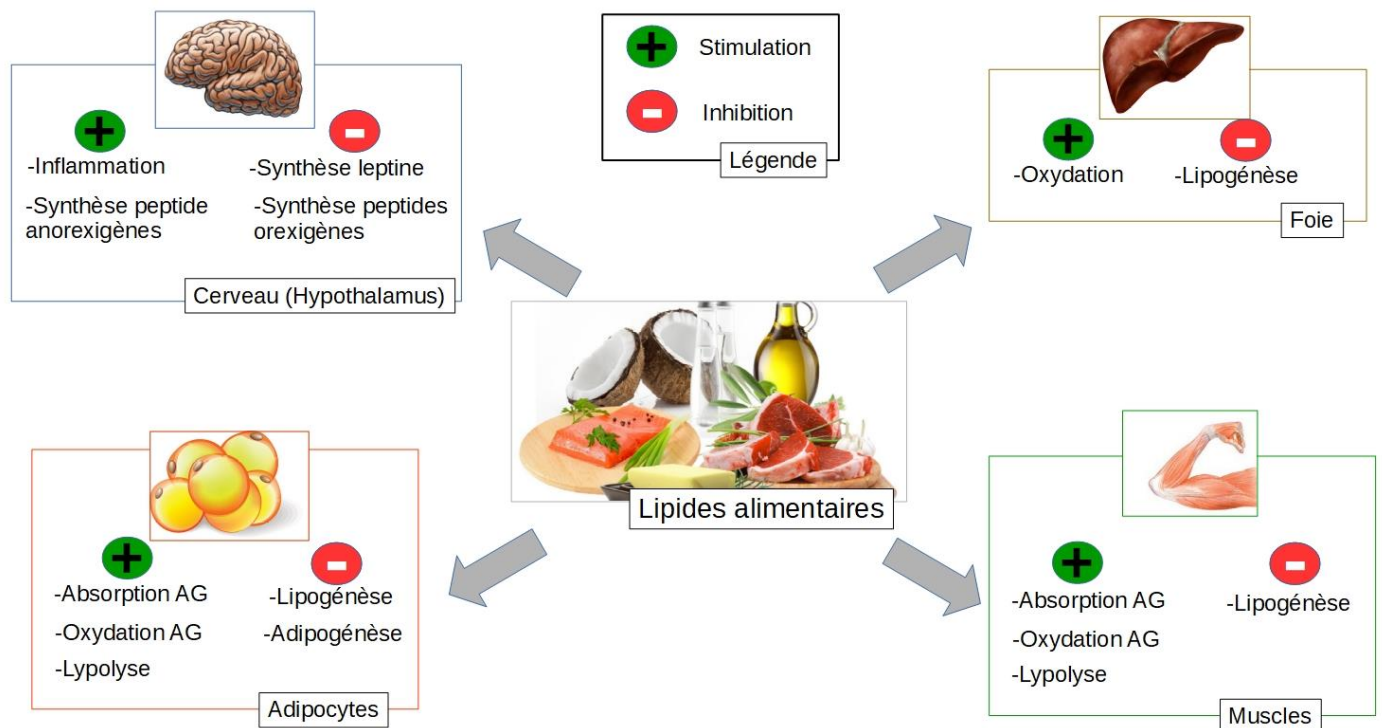 Stimulation
Inhibition
Légende
-Inflammation
-Synthèse peptide
anorexigènes
-Synthèse leptine
-Synthèse peptides
orexigènes
Cerveau (Hypothalamus)
-Oxydation
-Lipogénèse
Foie
Lipides alimentaires
-Absorption AG
-Oxydation AG
-Lypolyse
-Lipogénèse
-Adipogénèse
Adipocytes
-Absorption AG
-Oxydation AG
-Lypolyse
-Lipogénèse
Muscles